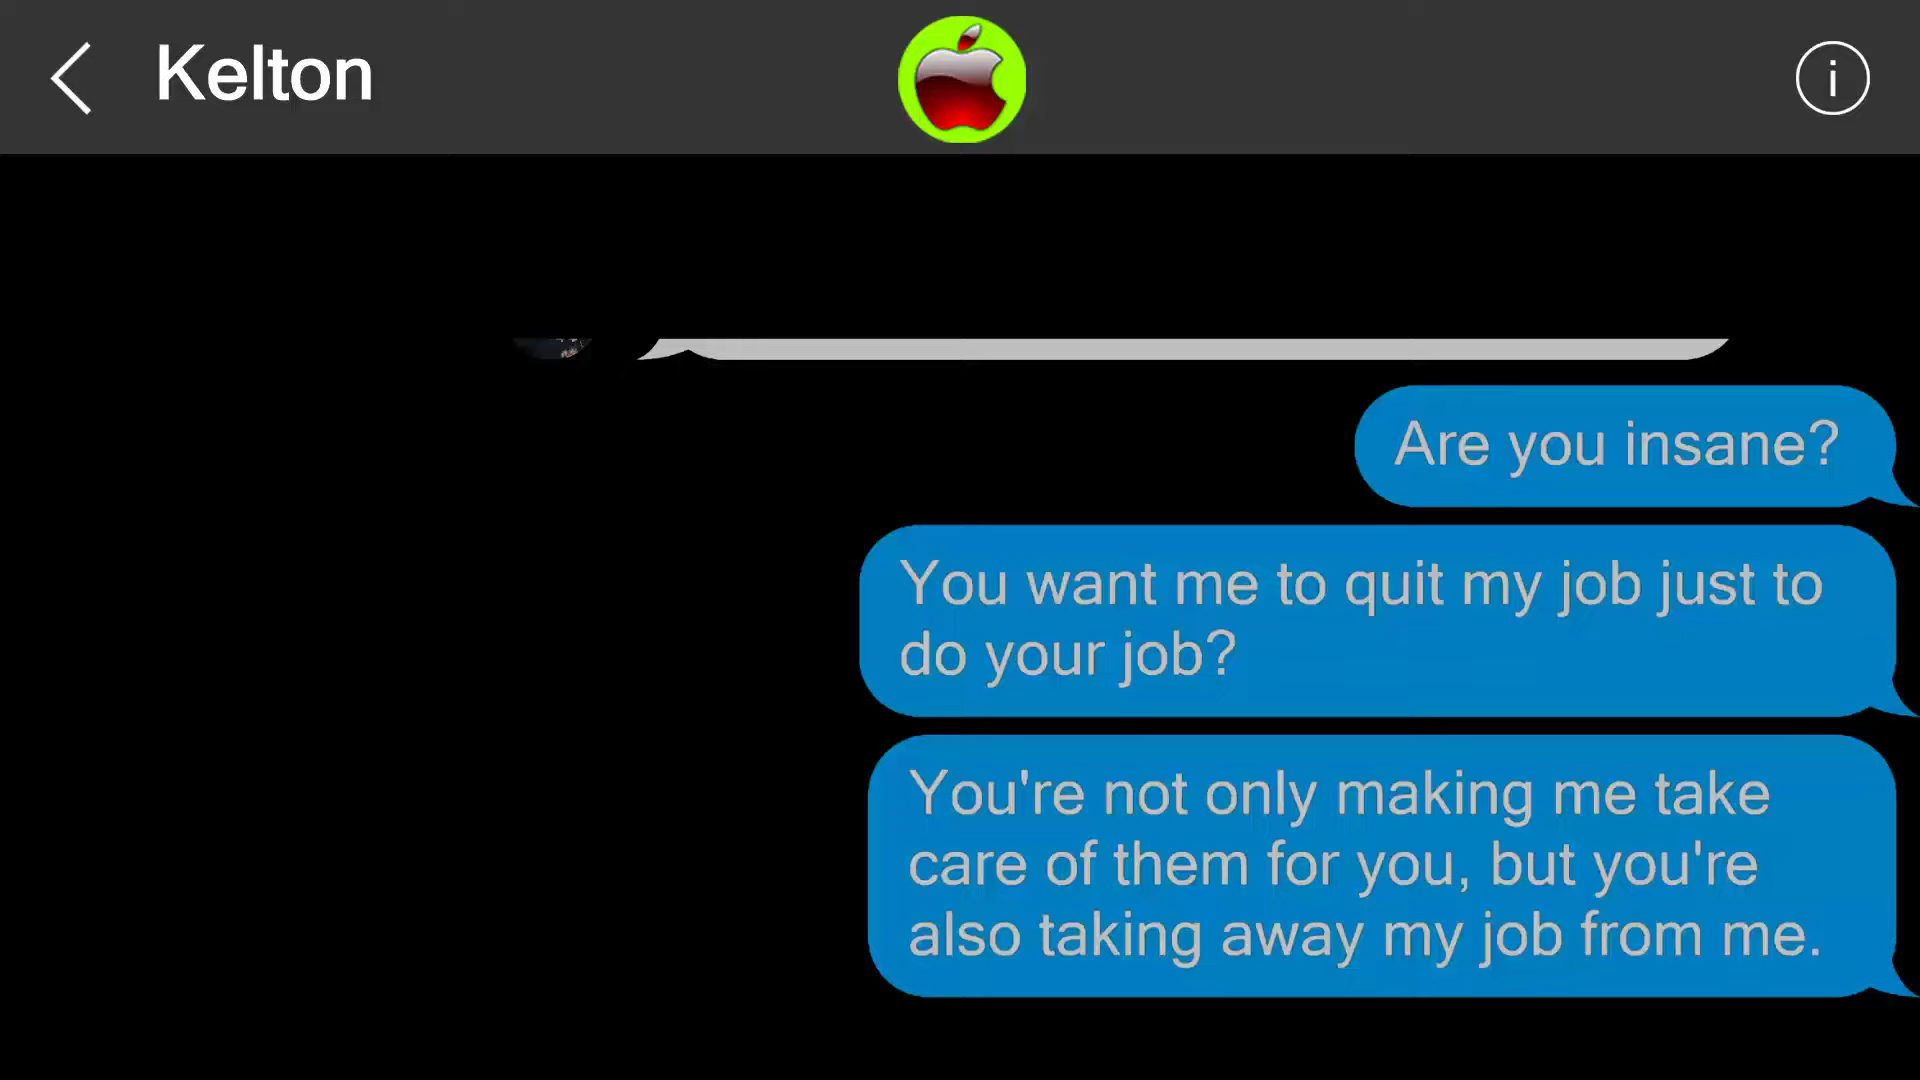 Kelton
i
Are you insane?
You want me to quit my job just to
do your job?
You're not only making me take
care of them for you, but you're
also taking away my job from me.